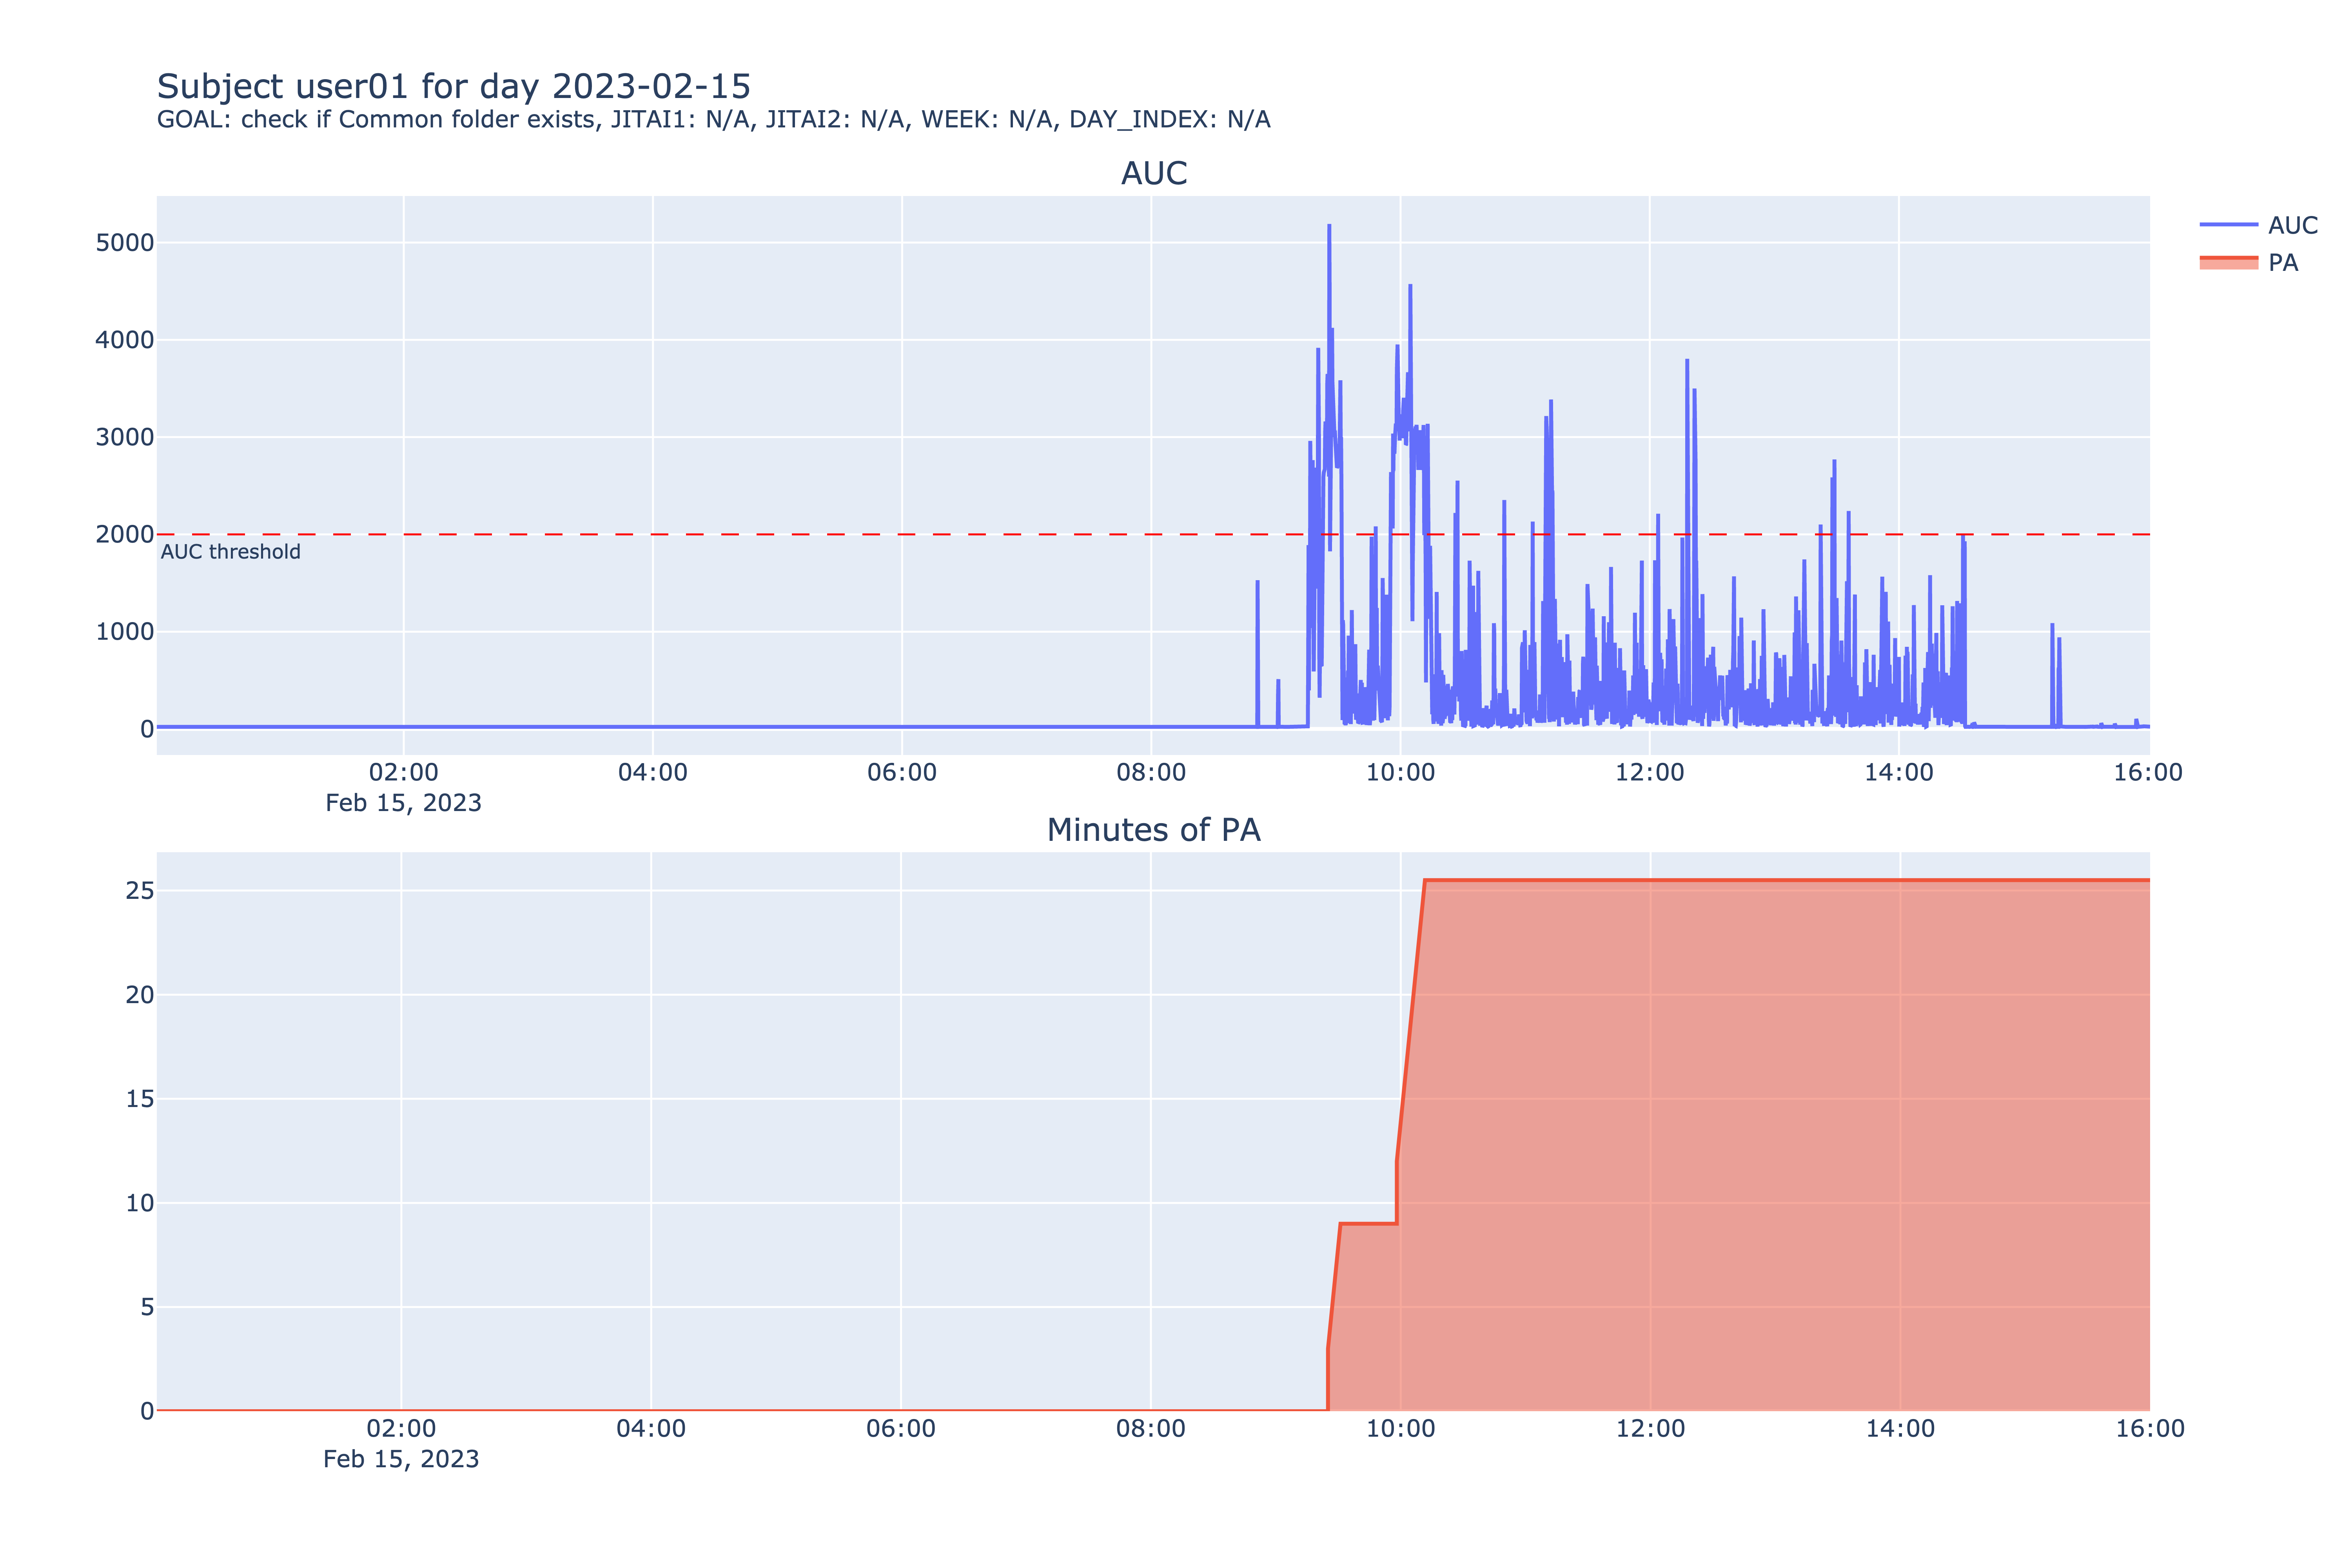 Subject user01 for day 2023-02-15
GOAL: check if Common folder exists, JITAI1: N/A, JITAI2: N/A, WEEK: N/A, DAY_INDEX: N/A
AUC
AUC
PA
5000
4000
3000
2000
AUC threshold
1000
0
02:00 04:00 06:00 08:00 10:00 12:00 14:00 16:00
Feb 15, 2023
Minutes of PA
25
20
15
10
5
0
02:00 04:00 06:00 08:00 10:00 12:00 14:00 16:00
Feb 15, 2023